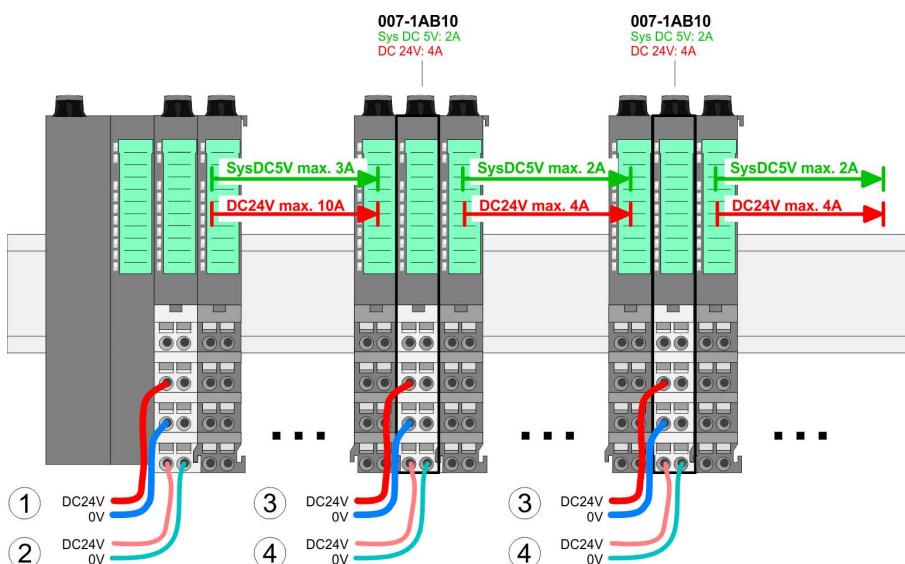 007-1AB10
Sys DC 5V: 2A
DC 24V: 4A
007-1AB10
Sys DC 5V: 2A
DC 24V: 4A
SysDC5V max. 3A
SysDC5V max. 2A
SysDC5V max. 2A
DC24V max. 10A
DC24V max. 4A
DC24V max. 4A
1 DC24V
0V
2 DC24V
0V
3 DC24V
0V
4 DC24V
0V
3 DC24V
0V
4 DC24V
0V